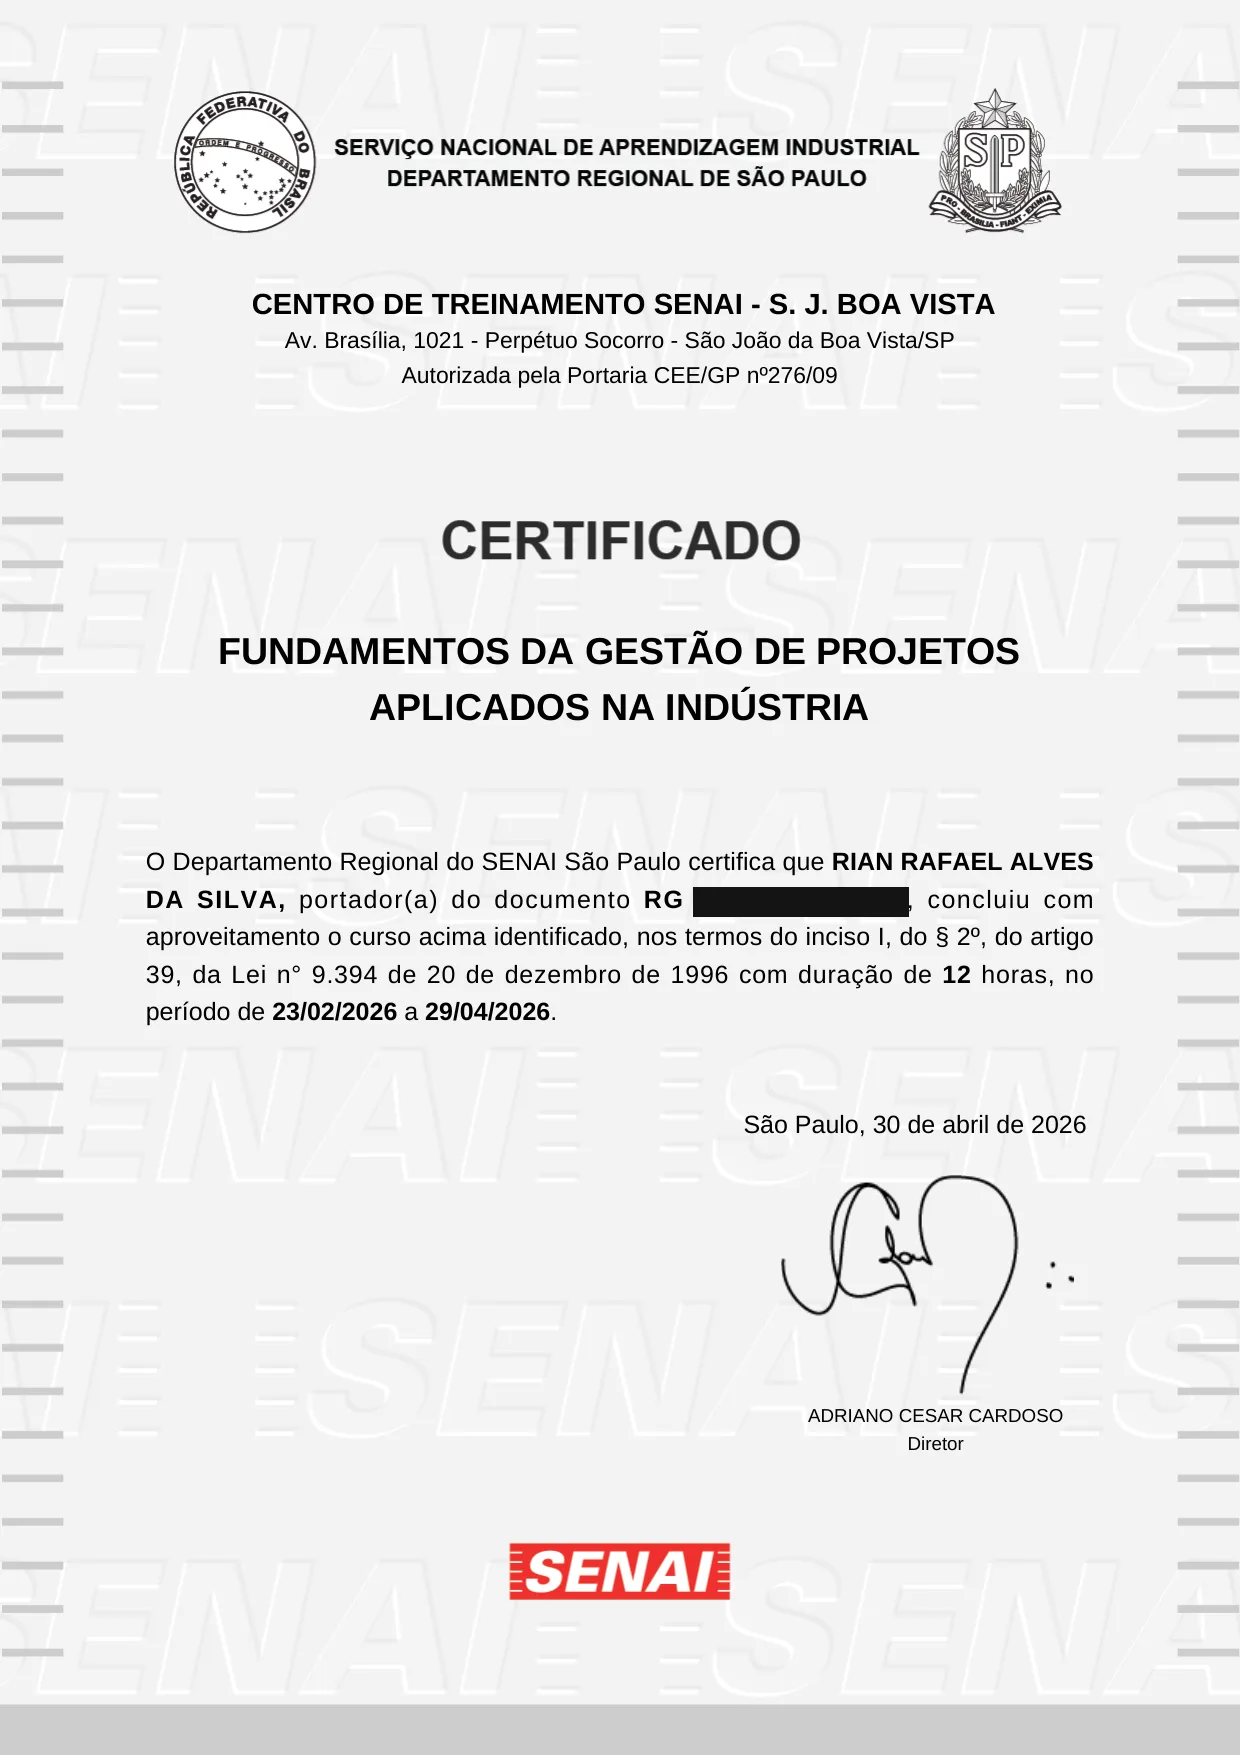 REPÚBLICA FEDERATIVA DO BRASIL
ORDEM E PROGRESSO
SERVIÇO NACIONAL DE APRENDIZAGEM INDUSTRIAL
DEPARTAMENTO REGIONAL DE SÃO PAULO
SP
PRO - BRASILIA - FIANT - EXIMIA
CENTRO DE TREINAMENTO SENAI - S. J. BOA VISTA
Av. Brasília, 1021 - Perpétuo Socorro - São João da Boa Vista/SP
Autorizada pela Portaria CEE/GP nº276/09
CERTIFICADO
FUNDAMENTOS DA GESTÃO DE PROJETOS
APLICADOS NA INDÚSTRIA
O Departamento Regional do SENAI São Paulo certifica que RIAN RAFAEL ALVES
DA SILVA, portador(a) do documento RG , concluiu com
aproveitamento o curso acima identificado, nos termos do inciso I, do § 2º, do artigo
39, da Lei n° 9.394 de 20 de dezembro de 1996 com duração de 12 horas, no
período de 23/02/2026 a 29/04/2026.
São Paulo, 30 de abril de 2026
ADRIANO CESAR CARDOSO
Diretor
SENAI